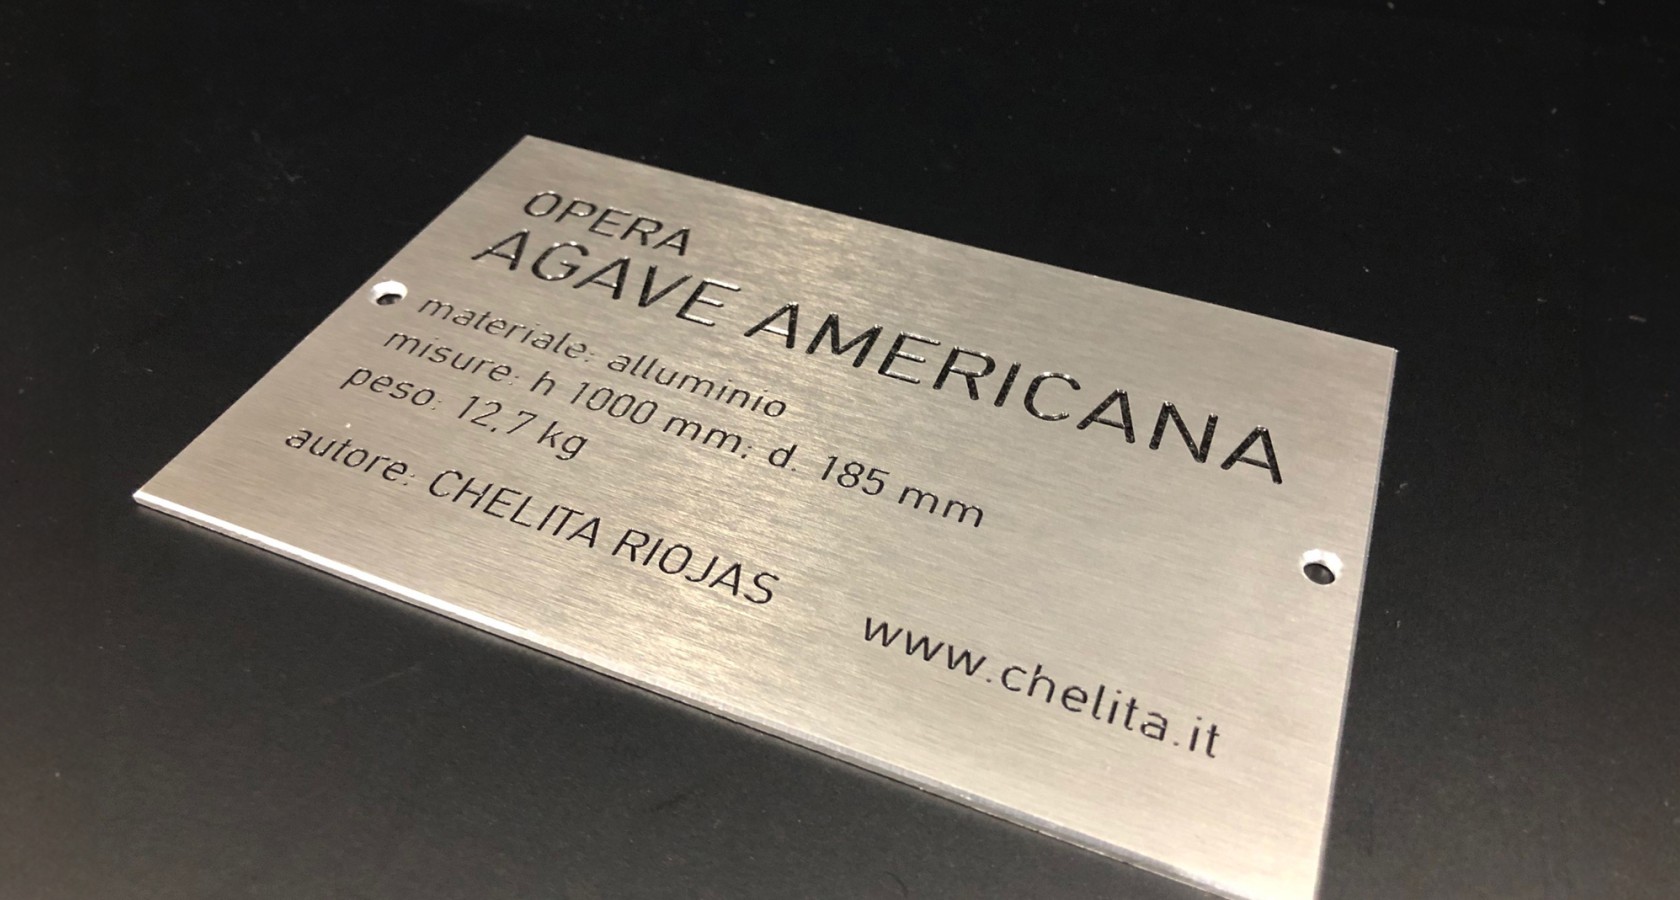 OPERA
AGAVE AMERICANA
materiale: alluminio
misure: h 1000 mm; d. 185 mm
peso: 12,7 kg
autore: CHELITA RIOJAS
www.chelita.it